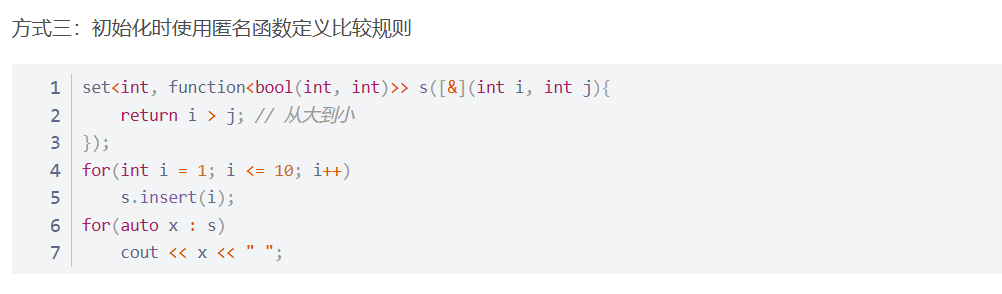 方式三：初始化时使用匿名函数定义比较规则
1 set<int, function<bool(int, int)>> s([&](int i, int j){
2     return i > j; // 从大到小
3 });
4 for(int i = 1; i <= 10; i++)
5     s.insert(i);
6 for(auto x : s)
7     cout << x << " ";